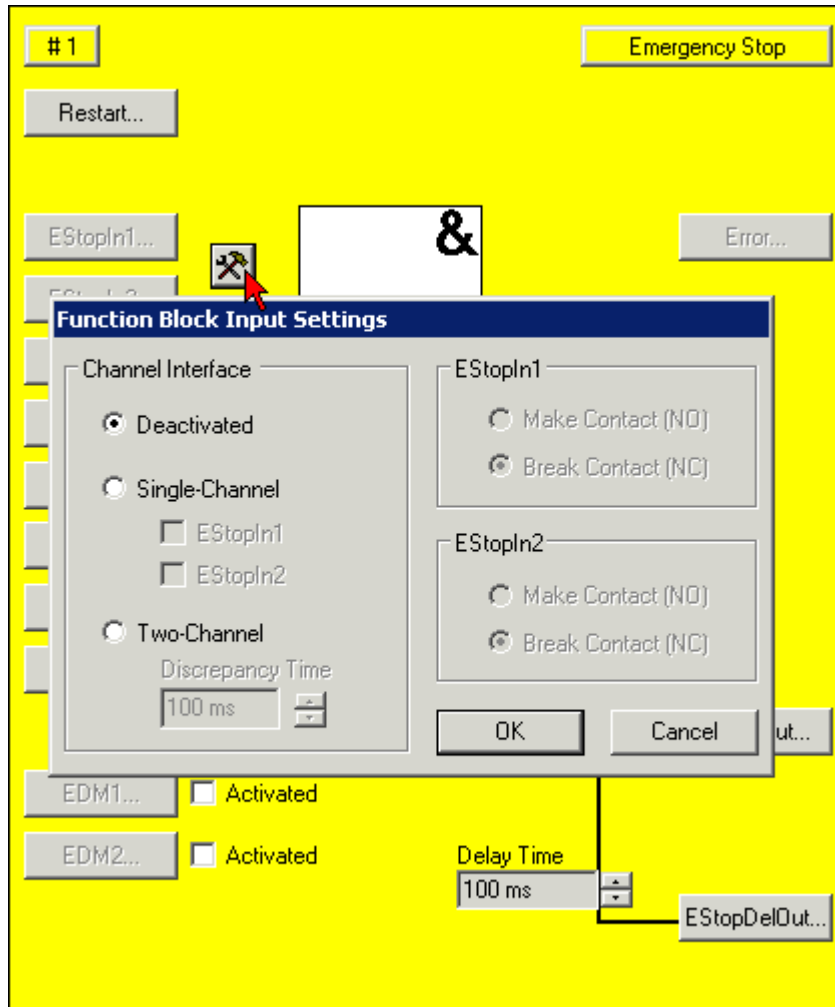 # 1
Emergency Stop
Restart...
EStopIn1...
&
Error...
Function Block Input Settings
Channel Interface
Deactivated
Single-Channel
EStopIn1
EStopIn2
Two-Channel
Discrepancy Time
100 ms
EStopIn1
Make Contact (NO)
Break Contact (NC)
EStopIn2
Make Contact (NO)
Break Contact (NC)
OK
Cancel
ut...
EDM1...
Activated
EDM2...
Activated
Delay Time
100 ms
EStopDelOut...